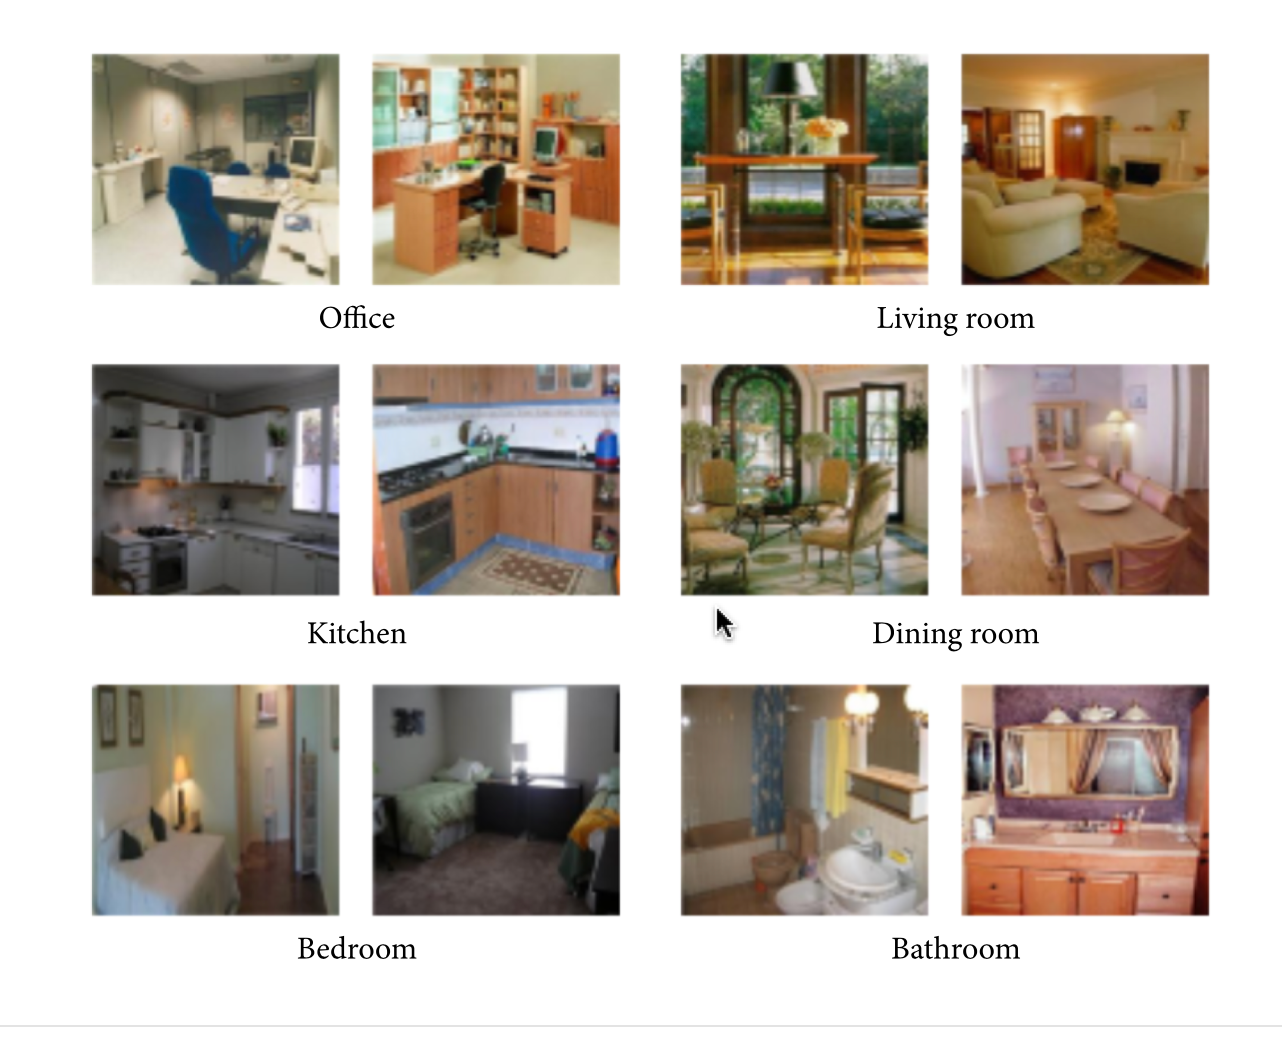 Office
Living room
Kitchen
Dining room
Bedroom
Bathroom